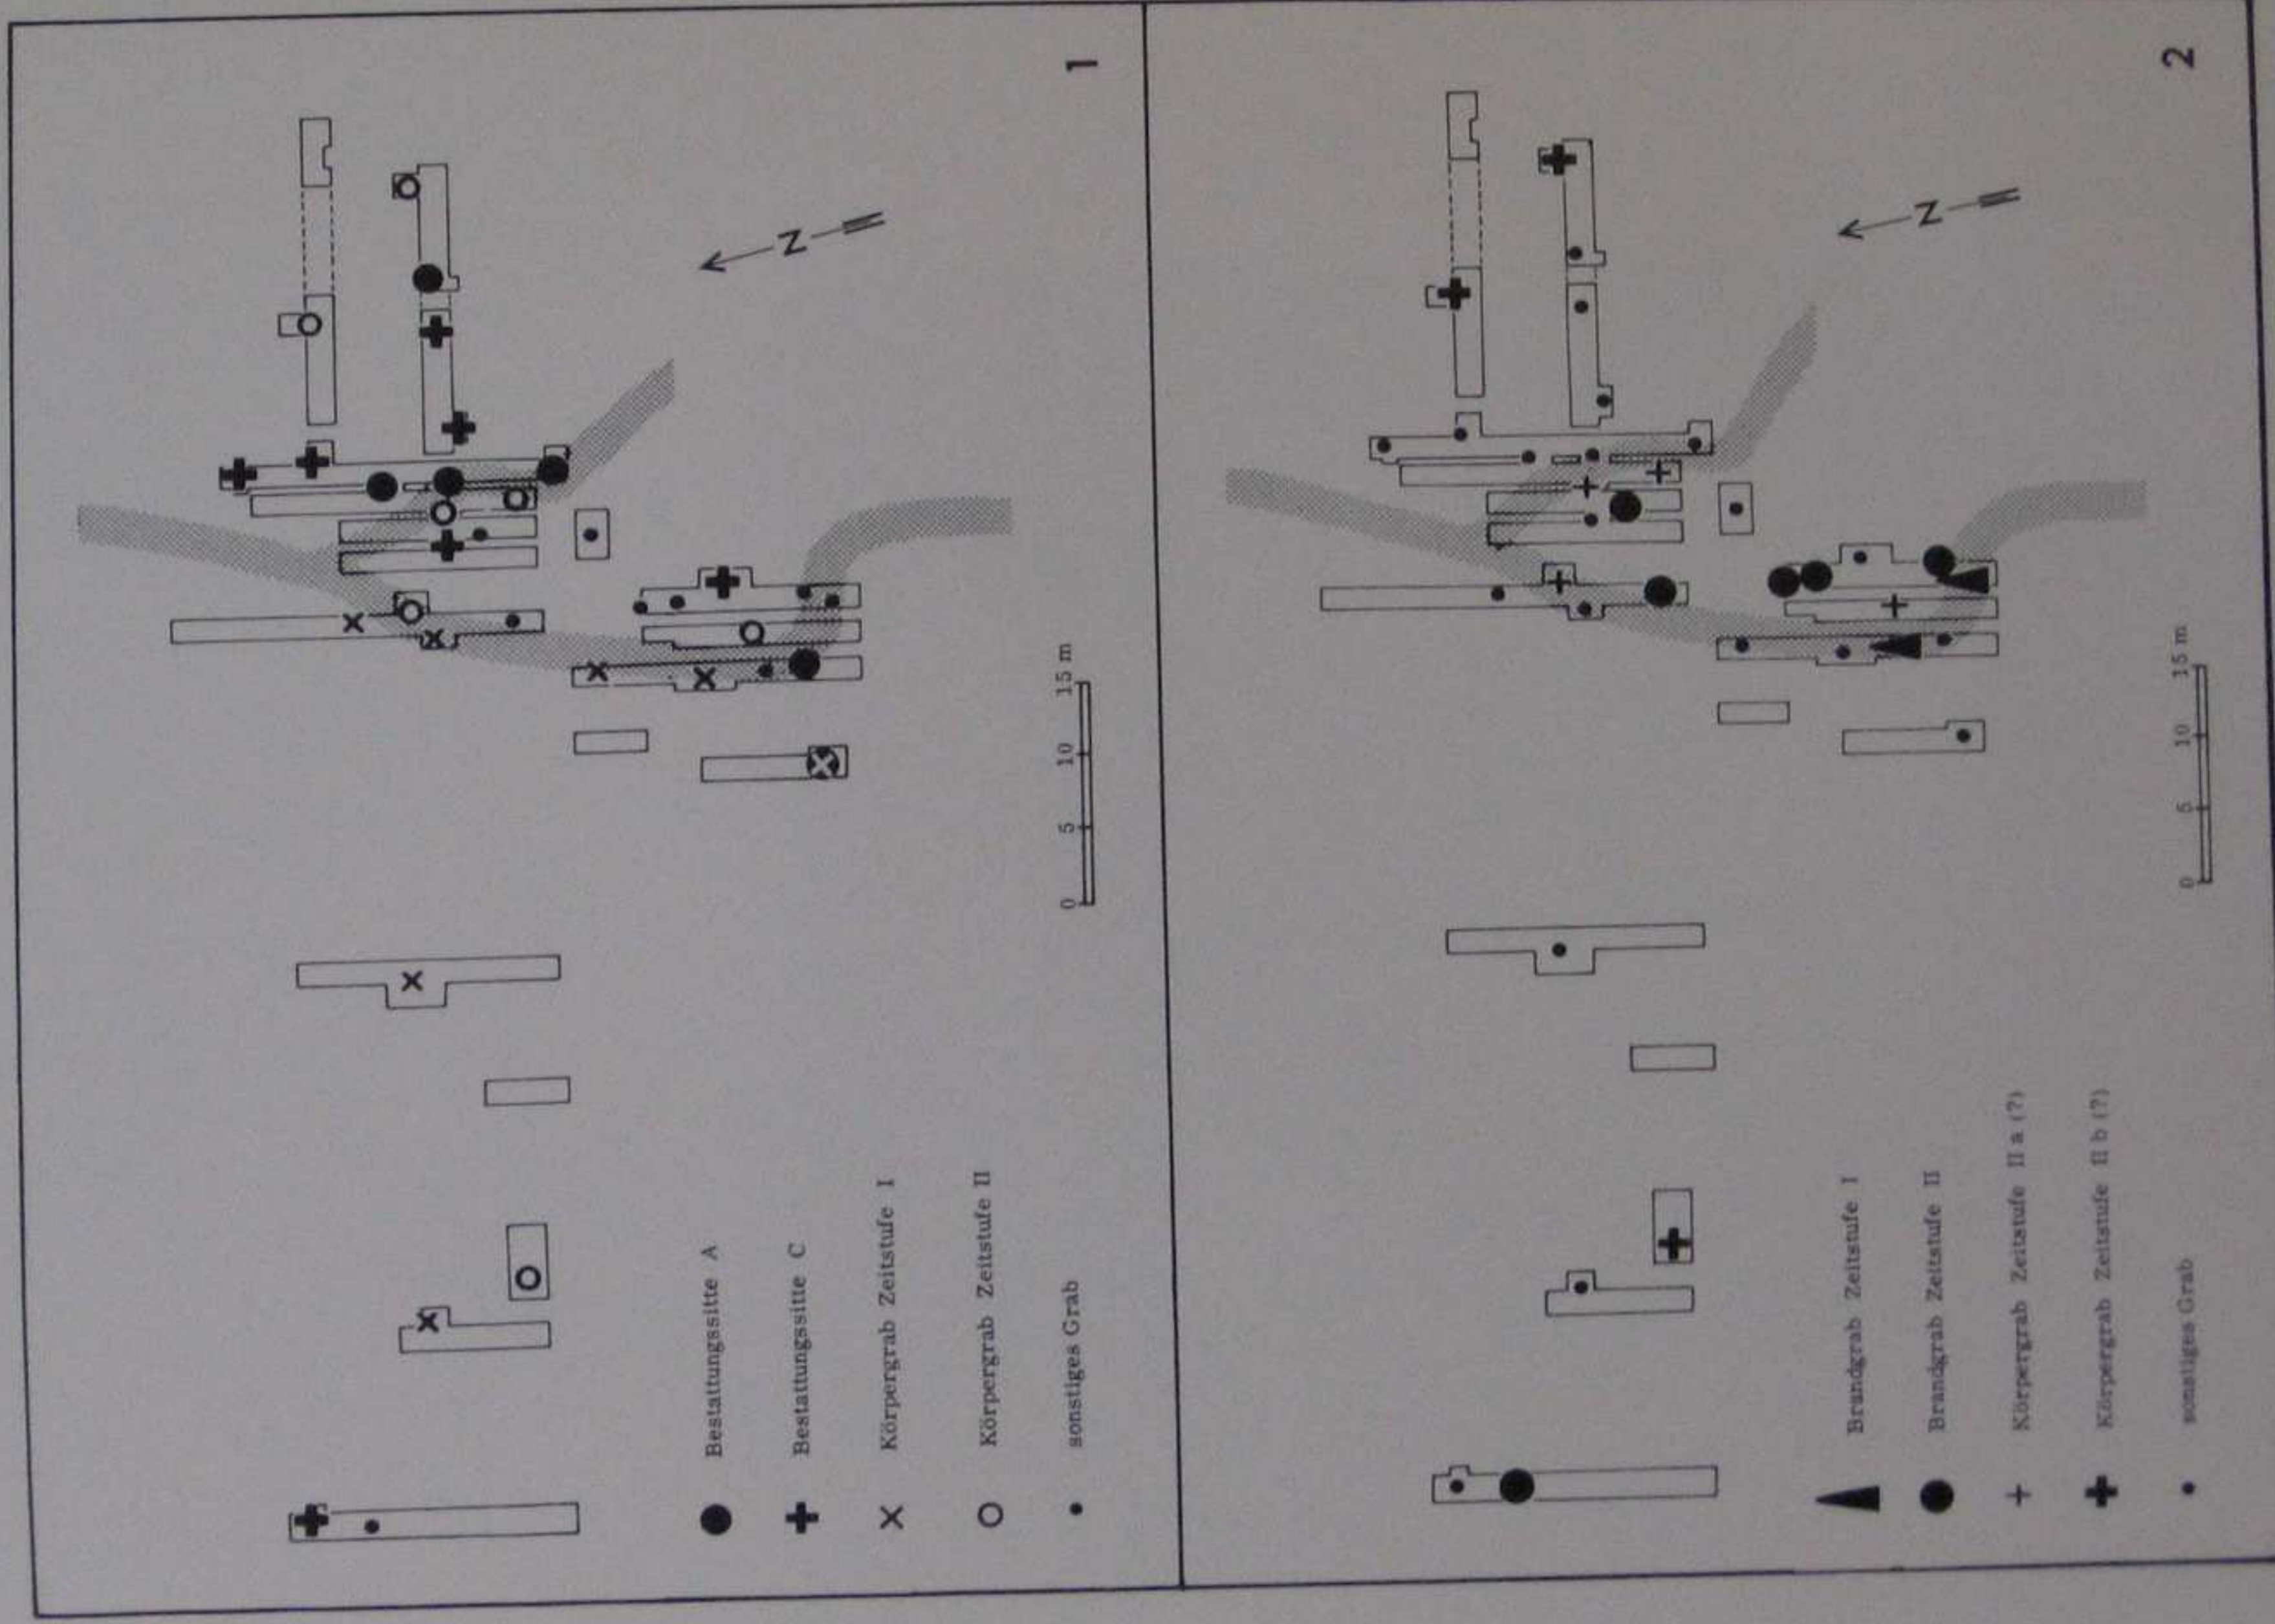 1
N
0 5 10 15 m
Bestattungssitte A
Bestattungssitte C
Körpergrab Zeitstufe I
Körpergrab Zeitstufe II
sonstiges Grab
2
N
0 5 10 15 m
Brandgrab Zeitstufe I
Brandgrab Zeitstufe II
Körpergrab Zeitstufe II a (?)
Körpergrab Zeitstufe II b (?)
sonstiges Grab